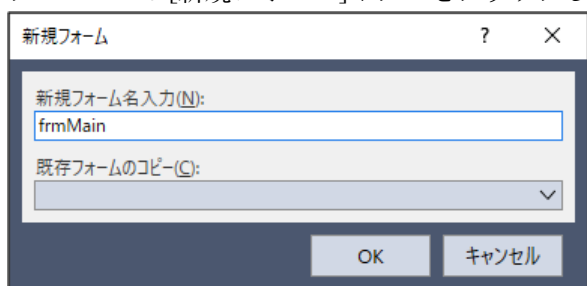 新規フォーム ? ×
新規フォーム名入力(N):
frmMain
既存フォームのコピー(C):
OK キャンセル